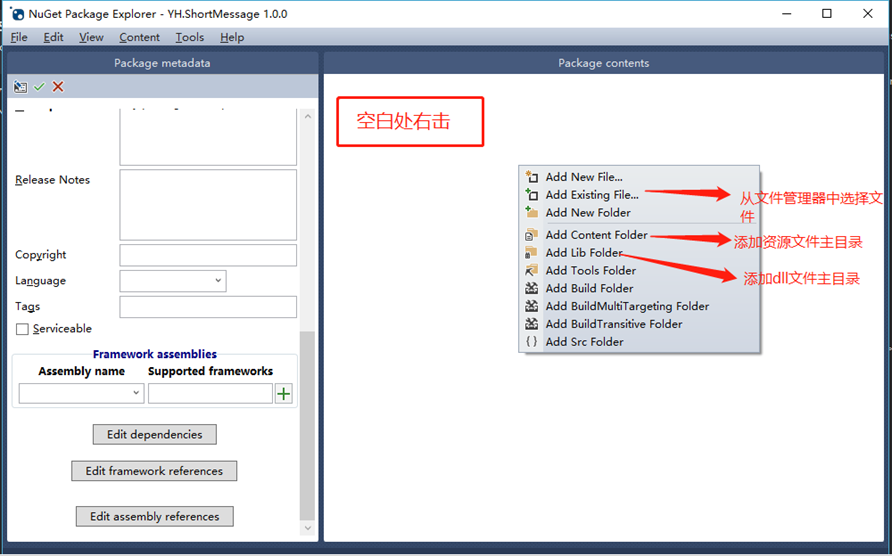 NuGet Package Explorer - YH.ShortMessage 1.0.0
File Edit View Content Tools Help
Package metadata
Package contents
Release Notes
Copyright
Language
Tags
Serviceable
Framework assemblies
Assembly name Supported frameworks
Edit dependencies
Edit framework references
Edit assembly references
空白处右击
Add New File...
Add Existing File...
Add New Folder
Add Content Folder
Add Lib Folder
Add Tools Folder
Add Build Folder
Add BuildMultiTargeting Folder
Add BuildTransitive Folder
Add Src Folder
从文件管理器中选择文
件
添加资源文件主目录
添加dll文件主目录